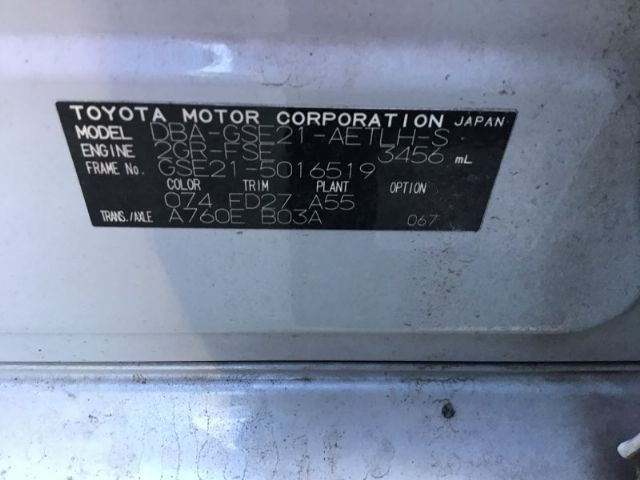 TOYOTA MOTOR CORPORATION JAPAN
MODEL DBA-GSE21-AETLH-S
ENGINE 2GR-FSE 3456 mL
FRAME No. GSE21-5016519
COLOR TRIM PLANT OPTION
074 FD27 A55
TRANS./AXLE A760E B03A 067